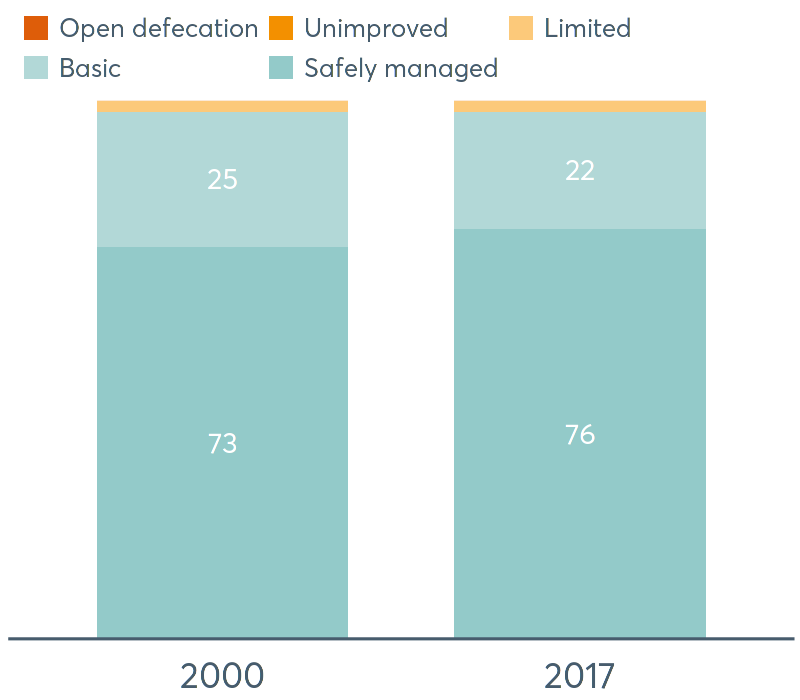 Open defecation Unimproved Limited
Basic Safely managed
25 22
73 76
2000 2017